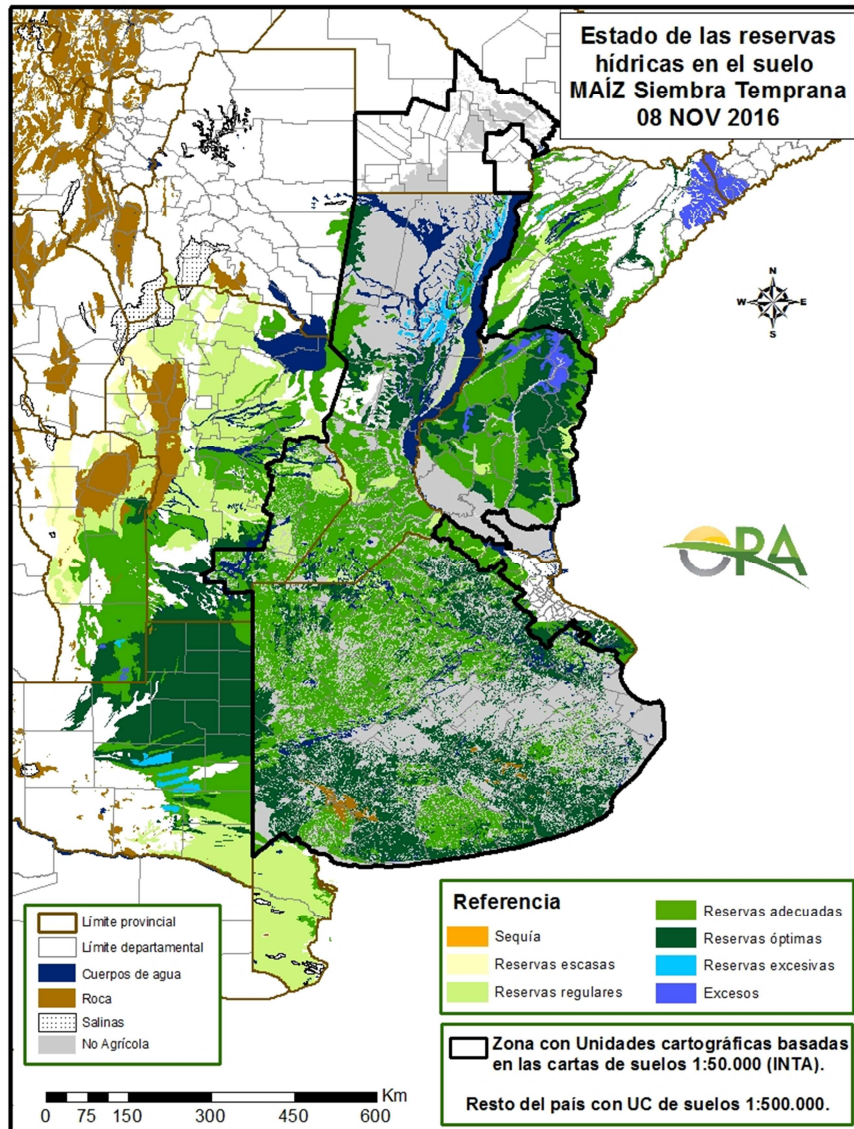 Estado de las reservas
hídricas en el suelo
MAÍZ Siembra Temprana
08 NOV 2016
N
W
E
S
OPA
Límite provincial
Límite departamental
Cuerpos de agua
Roca
Salinas
No Agrícola
Referencia
Sequía
Reservas escasas
Reservas regulares
Reservas adecuadas
Reservas óptimas
Reservas excesivas
Excesos
Zona con Unidades cartográficas basadas
en las cartas de suelos 1:50.000 (INTA).
Resto del país con UC de suelos 1:500.000.
Km
0 75 150 300 450 600